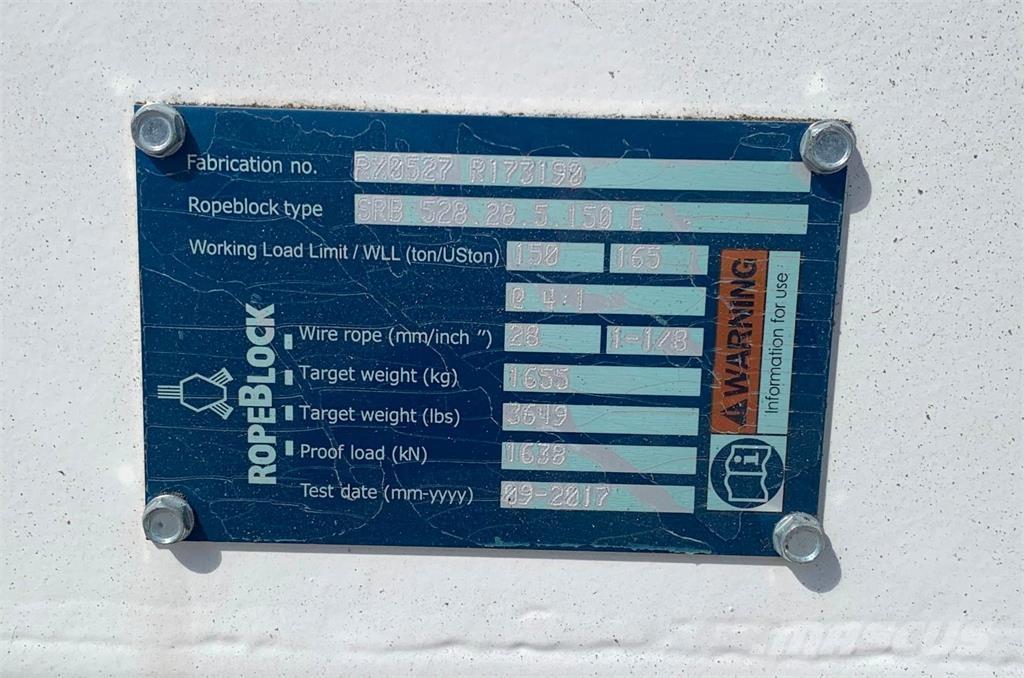 Fabrication no. RX0527 R173190
Ropeblock type SRB 528.28.5.150 E
Working Load Limit / WLL (ton/USton) 150 165
@ 4:1
Wire rope (mm/inch ") 28 1-1/8
Target weight (kg) 1655
Target weight (lbs) 3649
Proof load (kN) 1638
Test date (mm-yyyy) 09-2017
ROPEBLOCK®
WARNING
Information for use
i
mascus